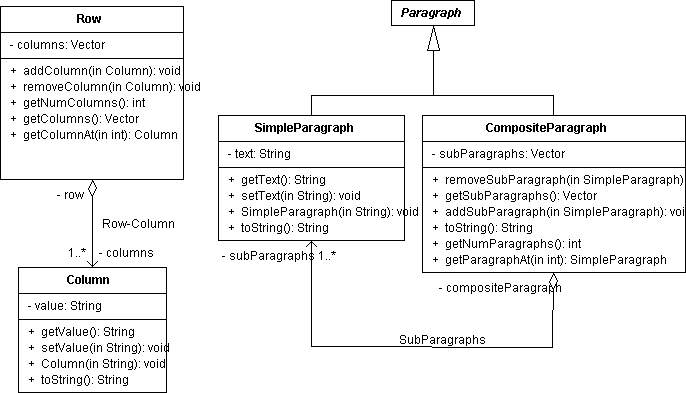 Row
- columns: Vector
+ addColumn(in Column): void
+ removeColumn(in Column): void
+ getNumColumns(): int
+ getColumns(): Vector
+ getColumnAt(in int): Column
- row
Row-Column
1..* - columns
Column
- value: String
+ getValue(): String
+ setValue(in String): void
+ Column(in String): void
+ toString(): String
Paragraph
SimpleParagraph
- text: String
+ getText(): String
+ setText(in String): void
+ SimpleParagraph(in String): void
+ toString(): String
- subParagraphs 1..*
CompositeParagraph
- subParagraphs: Vector
+ removeSubParagraph(in SimpleParagraph)
+ getSubParagraphs(): Vector
+ addSubParagraph(in SimpleParagraph): voi
+ toString(): String
+ getNumParagraphs(): int
+ getParagraphAt(in int): SimpleParagraph
- compositeParagraph
SubParagraphs